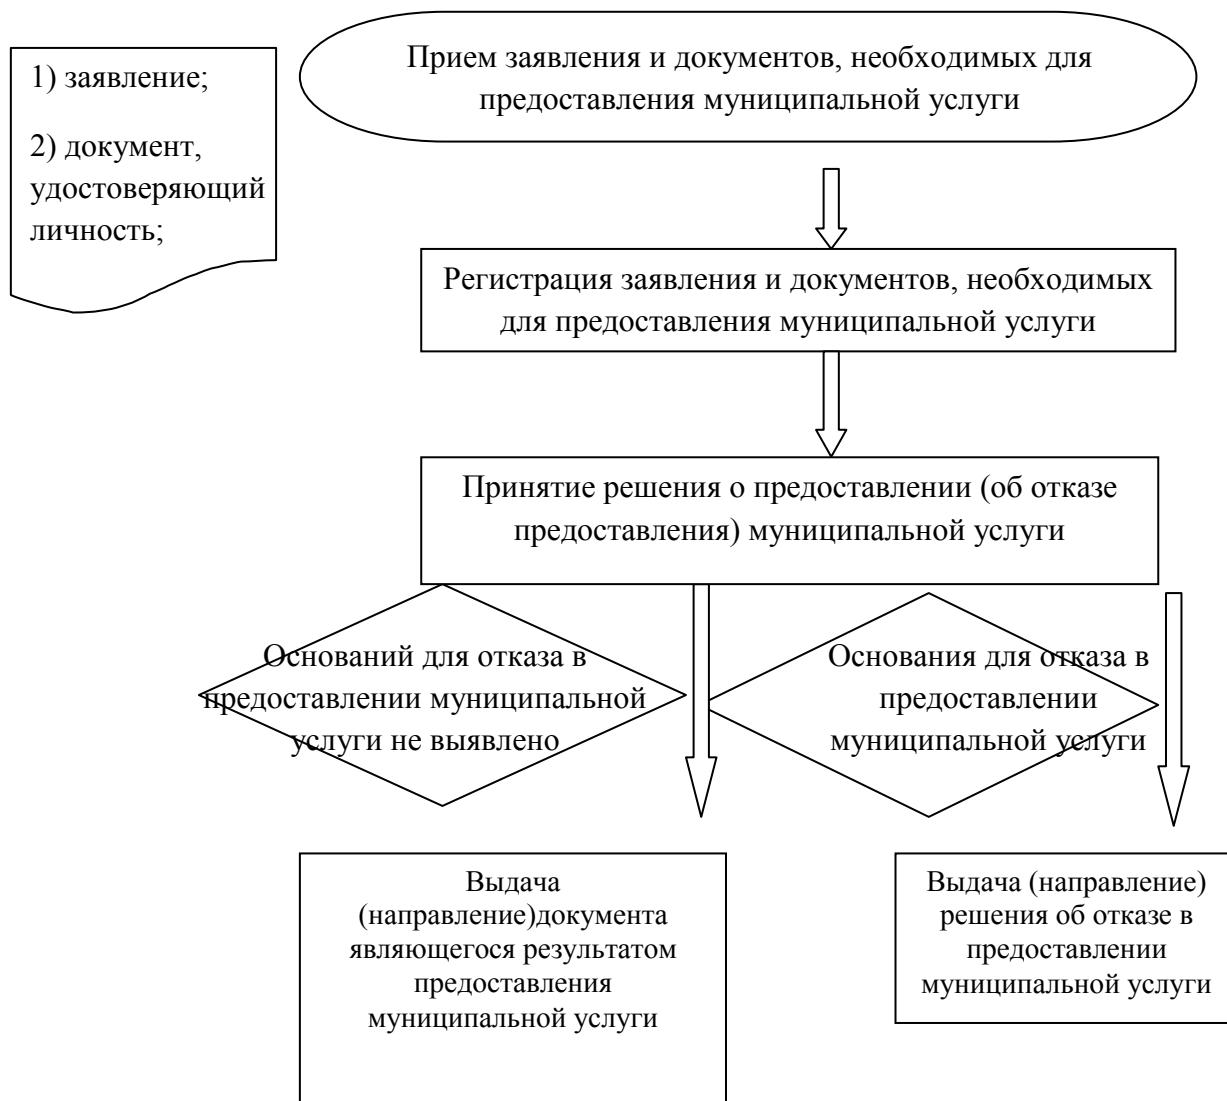 1) заявление;
2) документ,
удостоверяющий
личность;
Прием заявления и документов, необходимых для
предоставления муниципальной услуги
Регистрация заявления и документов, необходимых
для предоставления муниципальной услуги
Принятие решения о предоставлении (об отказе
предоставления) муниципальной услуги
Оснований для отказа в
предоставлении муниципальной
услуги не выявлено
Основания для отказа в
предоставлении
муниципальной услуги
Выдача
(направление)документа
являющегося результатом
предоставления
муниципальной услуги
Выдача (направление)
решения об отказе в
предоставлении
муниципальной услуги